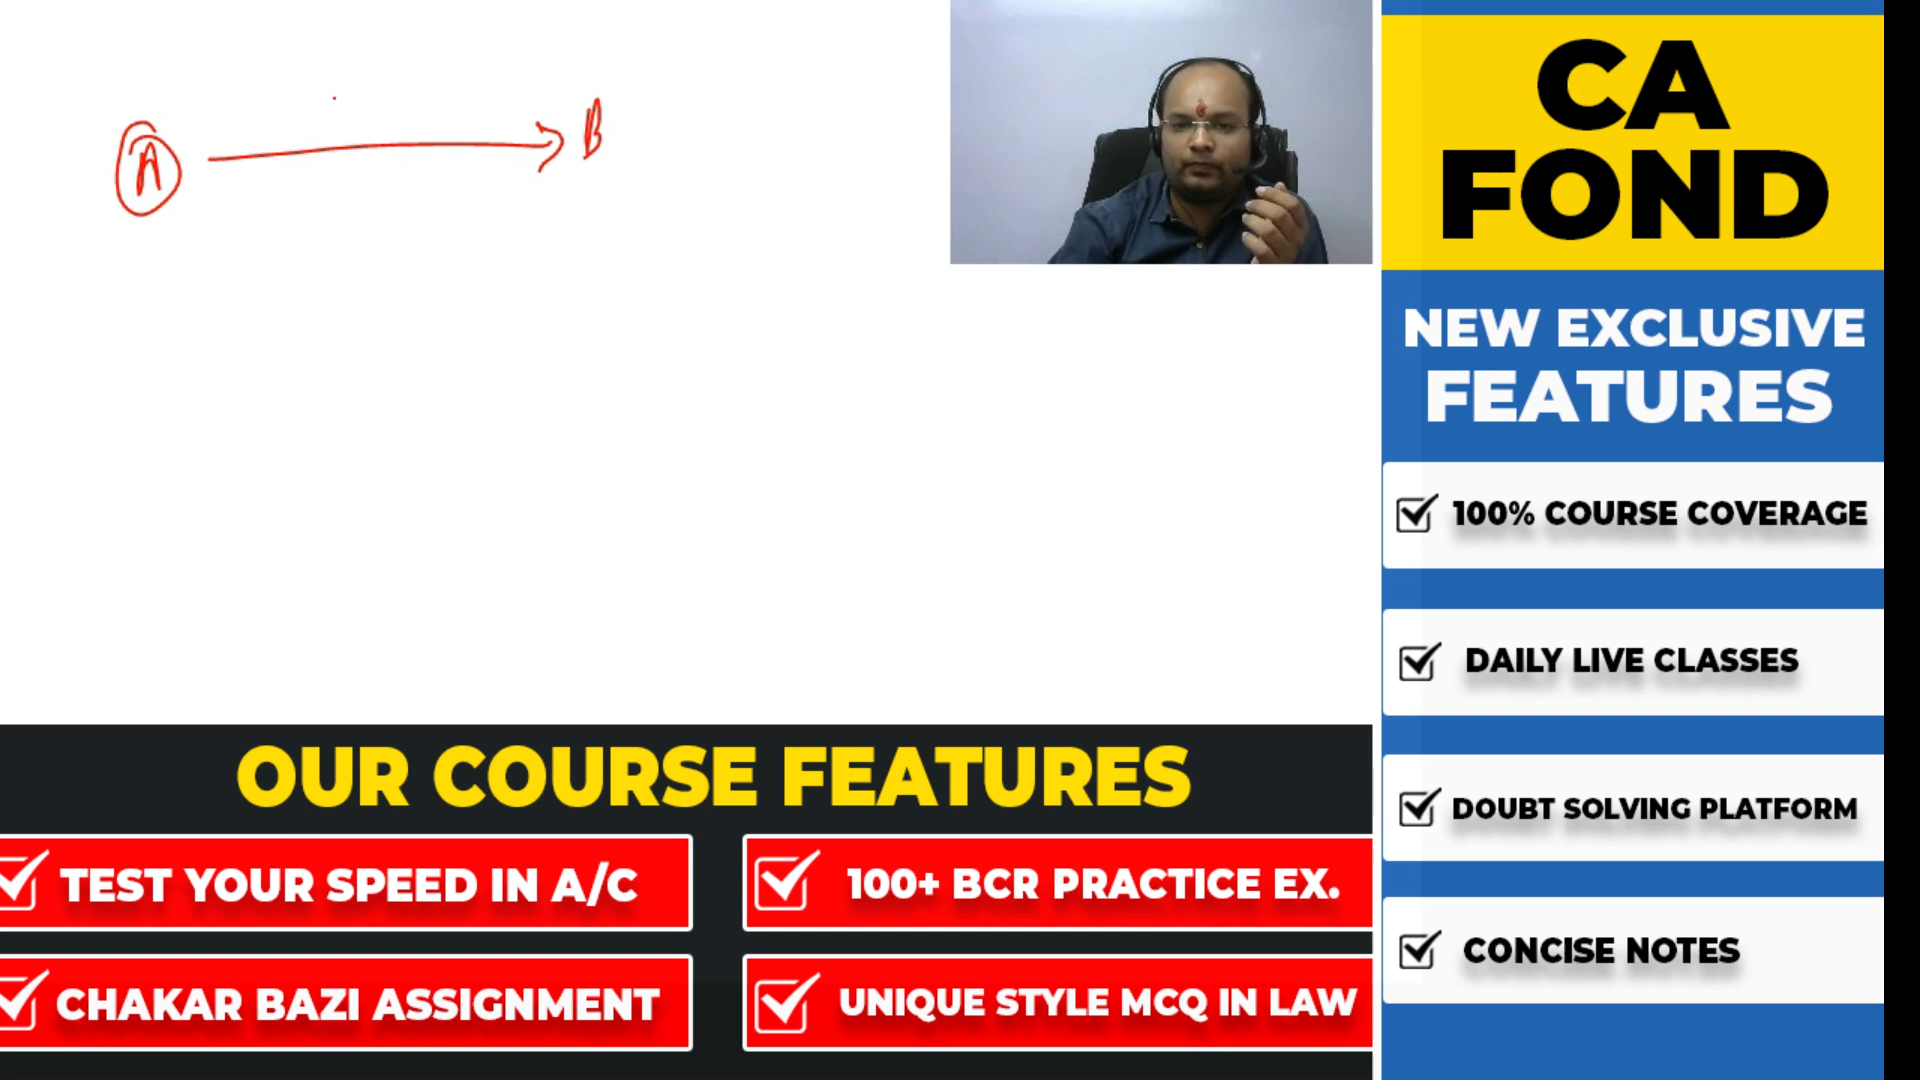 A B
CA
FOND
NEW EXCLUSIVE
FEATURES
100% COURSE COVERAGE
DAILY LIVE CLASSES
DOUBT SOLVING PLATFORM
CONCISE NOTES
OUR COURSE FEATURES
TEST YOUR SPEED IN A/C
100+ BCR PRACTICE EX.
CHAKAR BAZI ASSIGNMENT
UNIQUE STYLE MCQ IN LAW